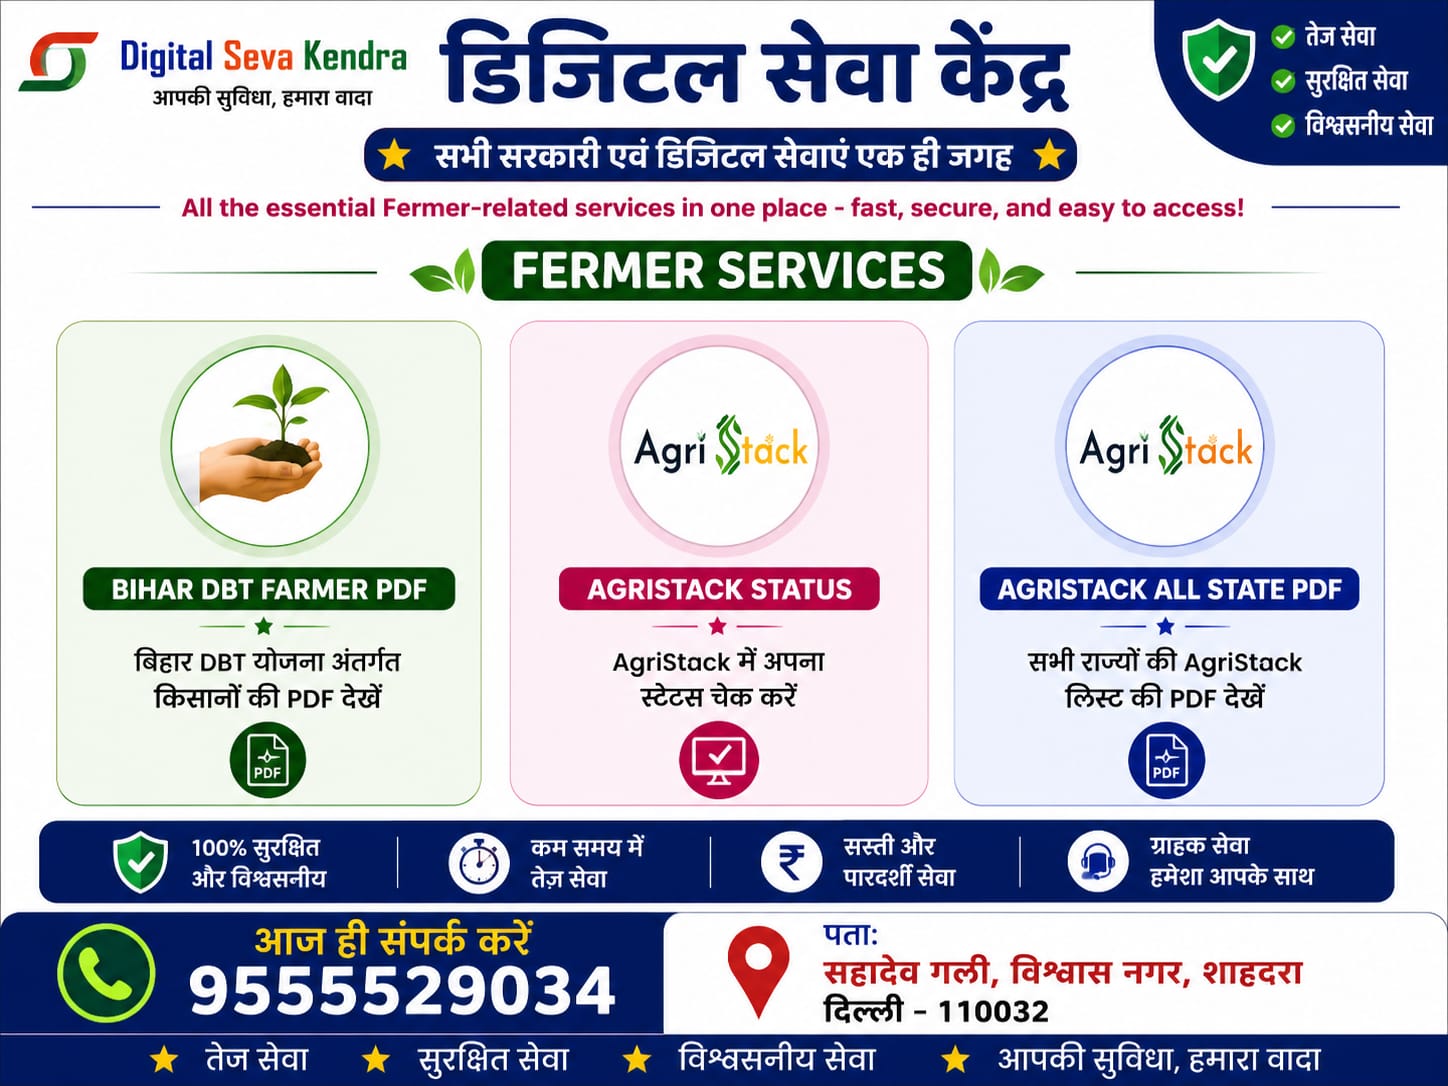 Digital Seva Kendra
आपकी सुविधा, हमारा वादा
डिजिटल सेवा केंद्र
तेज सेवा
सुरक्षित सेवा
विश्वसनीय सेवा
सभी सरकारी एवं डिजिटल सेवाएं एक ही जगह
All the essential Fermer-related services in one place - fast, secure, and easy to access!
FERMER SERVICES
BIHAR DBT FARMER PDF
बिहार DBT योजना अंतर्गत
किसानों की PDF देखें
PDF
AgriStack
AGRISTACK STATUS
AgriStack में अपना
स्टेटस चेक करें
AgriStack
AGRISTACK ALL STATE PDF
सभी राज्यों की AgriStack
लिस्ट की PDF देखें
PDF
100% सुरक्षित
और विश्वसनीय
कम समय में
तेज़ सेवा
₹
सस्ती और
पारदर्शी सेवा
ग्राहक सेवा
हमेशा आपके साथ
आज ही संपर्क करें
9555529034
पता:
सहादेव गली, विश्वास नगर, शाहदरा
दिल्ली - 110032
तेज सेवा
सुरक्षित सेवा
विश्वसनीय सेवा
आपकी सुविधा, हमारा वादा